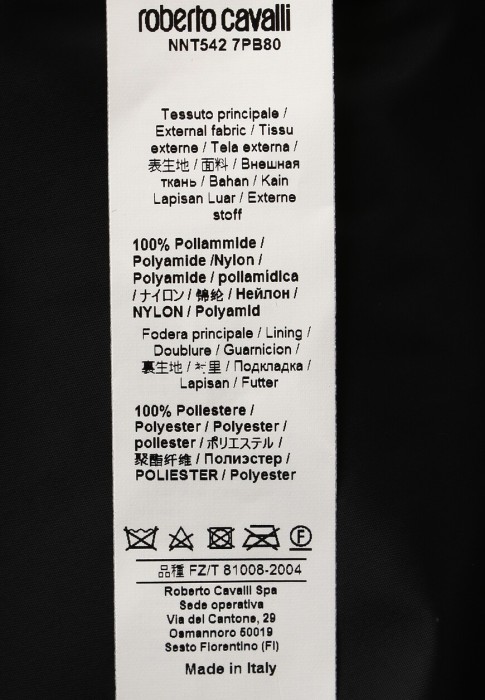 roberto cavalli
NNT542 7PB80
Tessuto principale /
External fabric / Tissu
externe / Tela externa /
表生地 / 面料 / Внешная
ткань / Bahan / Kain
Lapisan Luar / Externe
stoff
100% Poliammide /
Polyamide /Nylon /
Polyamide / poliamidica
/ ナイロン / 锦纶 / Нейлон /
NYLON / Polyamid
Fodera principale / Lining /
Doublure / Guarnicion /
裏生地 / 衬里 / Подкладка /
Lapisan / Futter
100% Poliestere /
Polyester / Polyester /
poliester / ポリエステル /
聚酯纤维 / Полиэстер /
POLIESTER / Polyester
F
品種 FZ/T 81008-2004
Roberto Cavalli Spa
Sede operativa
Via del Cantone, 29
Osmannoro 50019
Sesto Fiorentino (FI)
Made in Italy